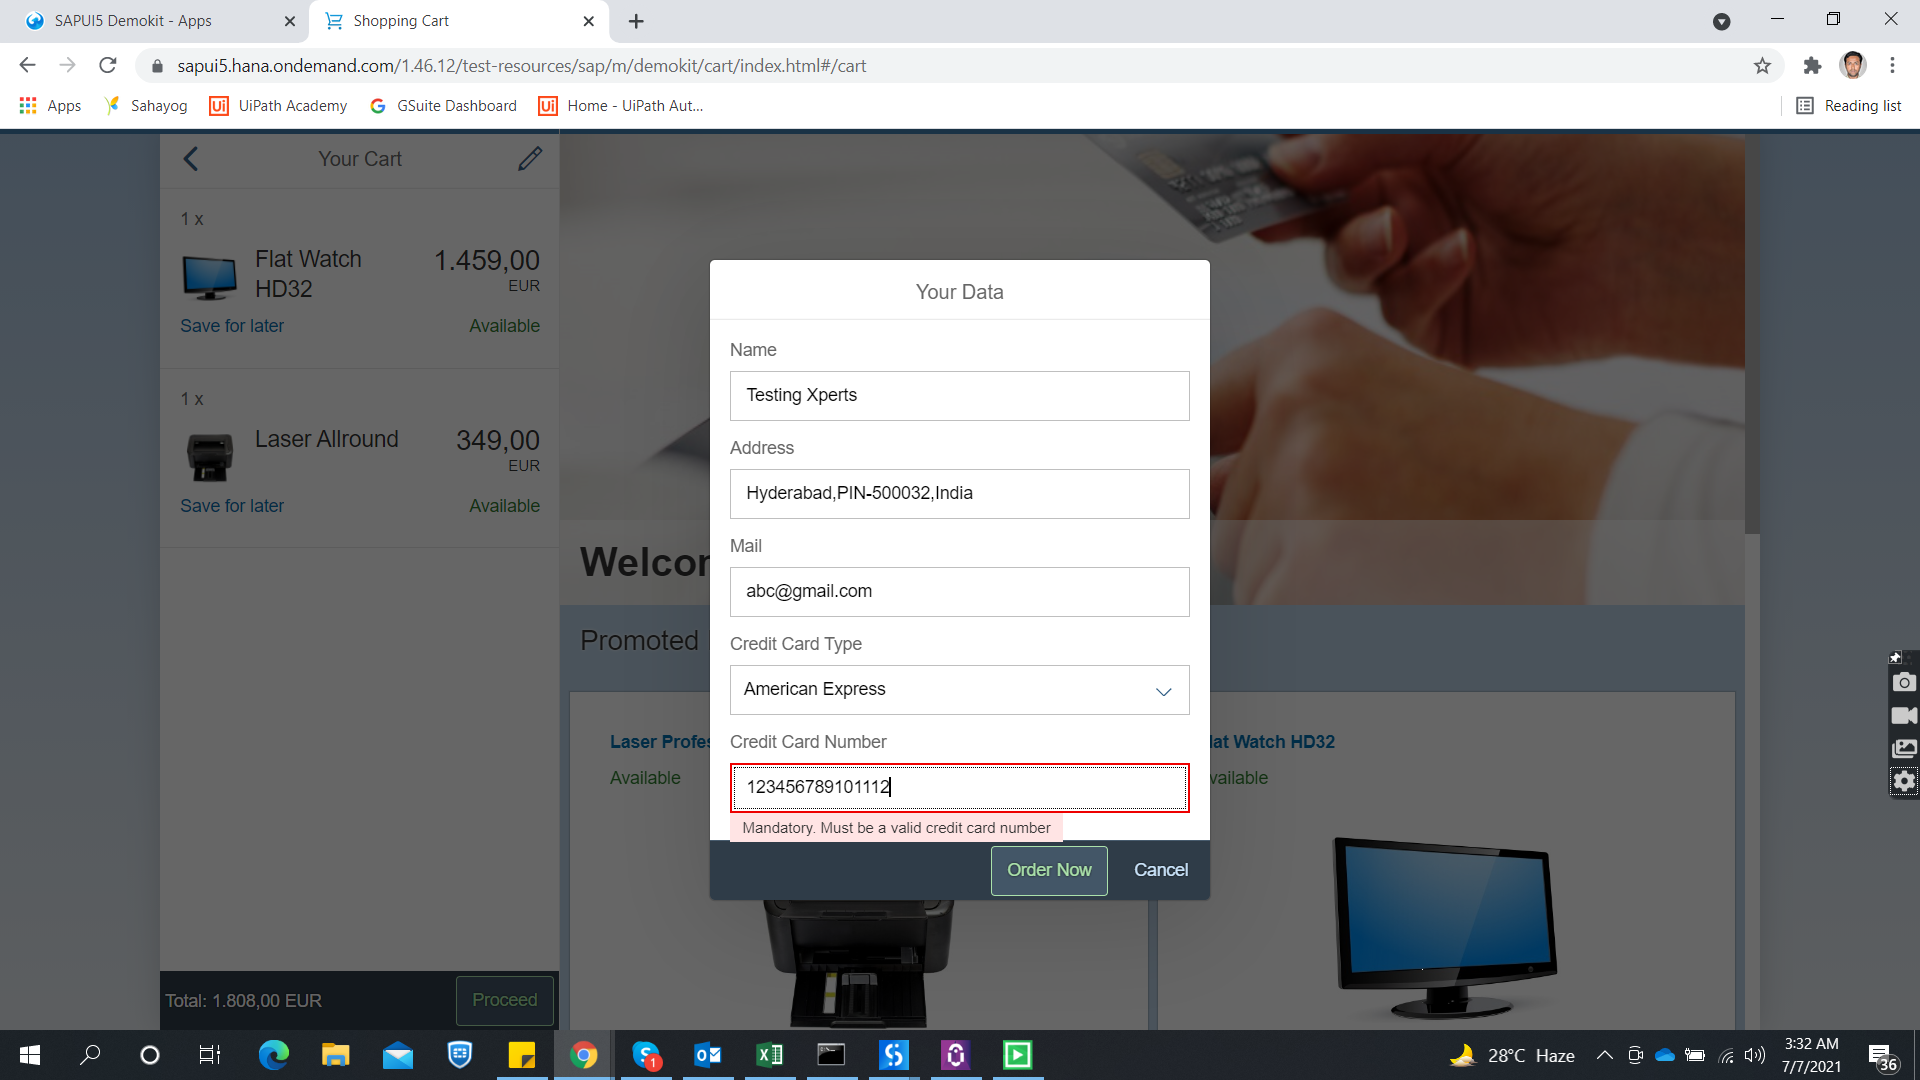 SAPUI5 Demokit - Apps
Shopping Cart
sapui5.hana.ondemand.com/1.46.12/test-resources/sap/m/demokit/cart/index.html#/cart
Apps
Sahayog
UiPath Academy
GSuite Dashboard
Home - UiPath Aut...
Reading list
Your Cart
1 x
Flat Watch HD32
1.459,00
EUR
Save for later
Available
1 x
Laser Allround
349,00
EUR
Save for later
Available
Total: 1.808,00 EUR
Proceed
Promoted
Laser Profes
Available
lat Watch HD32
vailable
Your Data
Name
Testing Xperts
Address
Hyderabad,PIN-500032,India
Mail
abc@gmail.com
Credit Card Type
American Express
Credit Card Number
123456789101112
Mandatory. Must be a valid credit card number
Order Now
Cancel
1
28°C Haze
3:32 AM
7/7/2021
36